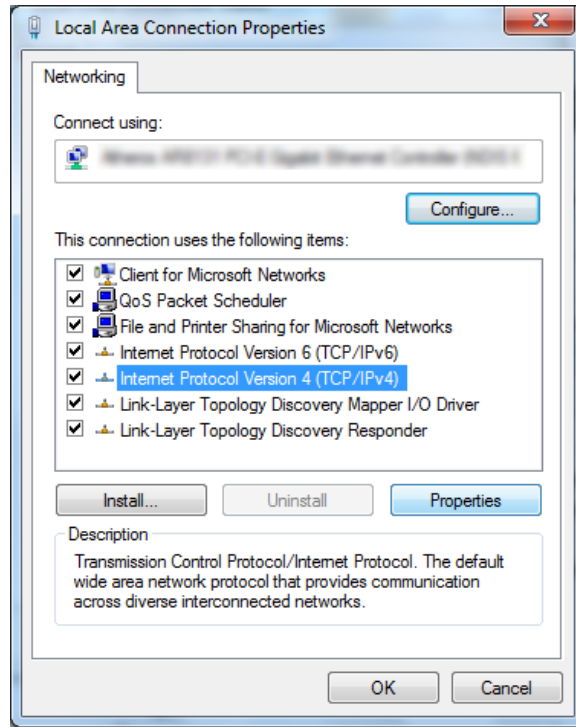 Local Area Connection Properties
Networking
Connect using:
Configure...
This connection uses the following items:
Client for Microsoft Networks
QoS Packet Scheduler
File and Printer Sharing for Microsoft Networks
Internet Protocol Version 6 (TCP/IPv6)
Internet Protocol Version 4 (TCP/IPv4)
Link-Layer Topology Discovery Mapper I/O Driver
Link-Layer Topology Discovery Responder
Install... Uninstall Properties
Description
Transmission Control Protocol/Internet Protocol. The default
wide area network protocol that provides communication
across diverse interconnected networks.
OK Cancel